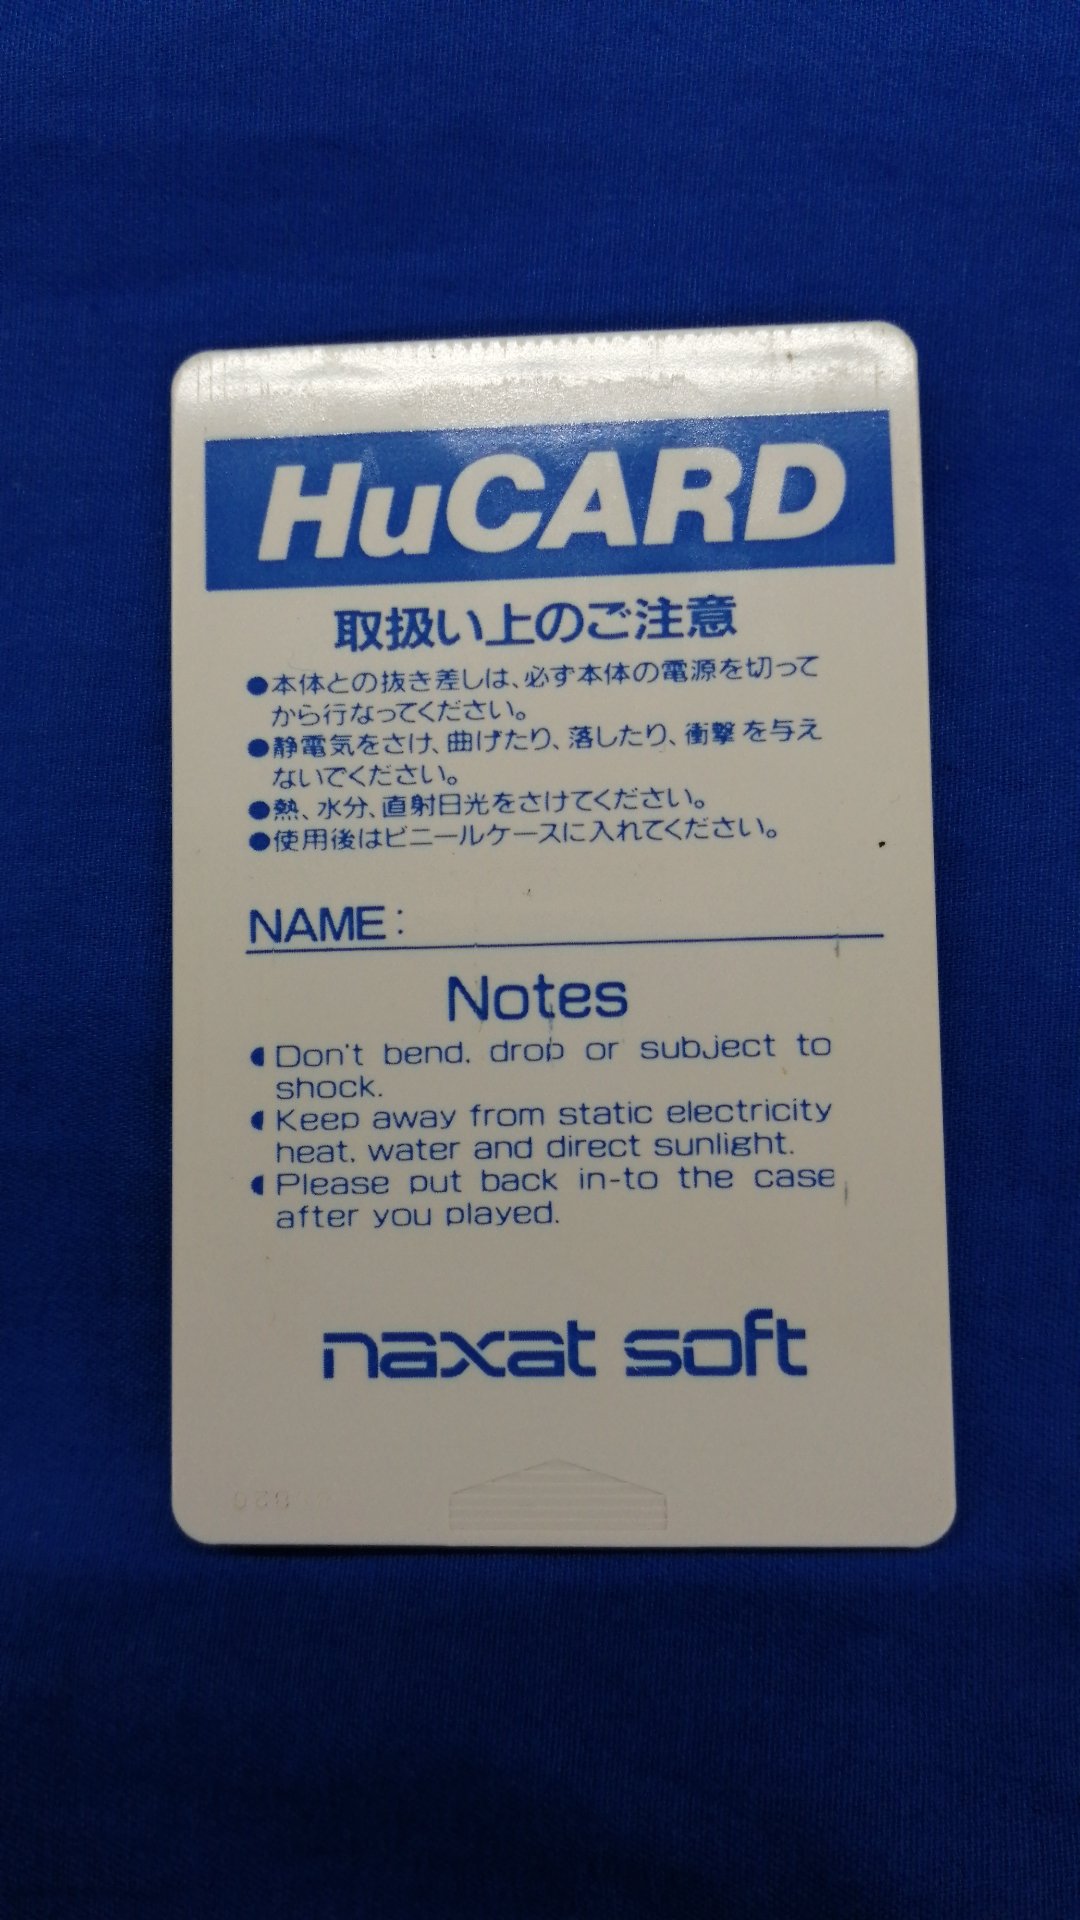 HuCARD
取扱い上のご注意
●本体との抜き差しは、必ず本体の電源を切って
から行なってください。
●静電気をさけ、曲げたり、落したり、衝撃を与え
ないでください。
●熱、水分、直射日光をさけてください。
●使用後はビニールケースに入れてください。
NAME:
Notes
Don't bend, drop or subject to
shock.
Keep away from static electricity
heat, water and direct sunlight.
Please put back in-to the case
after you played.
naxat soft